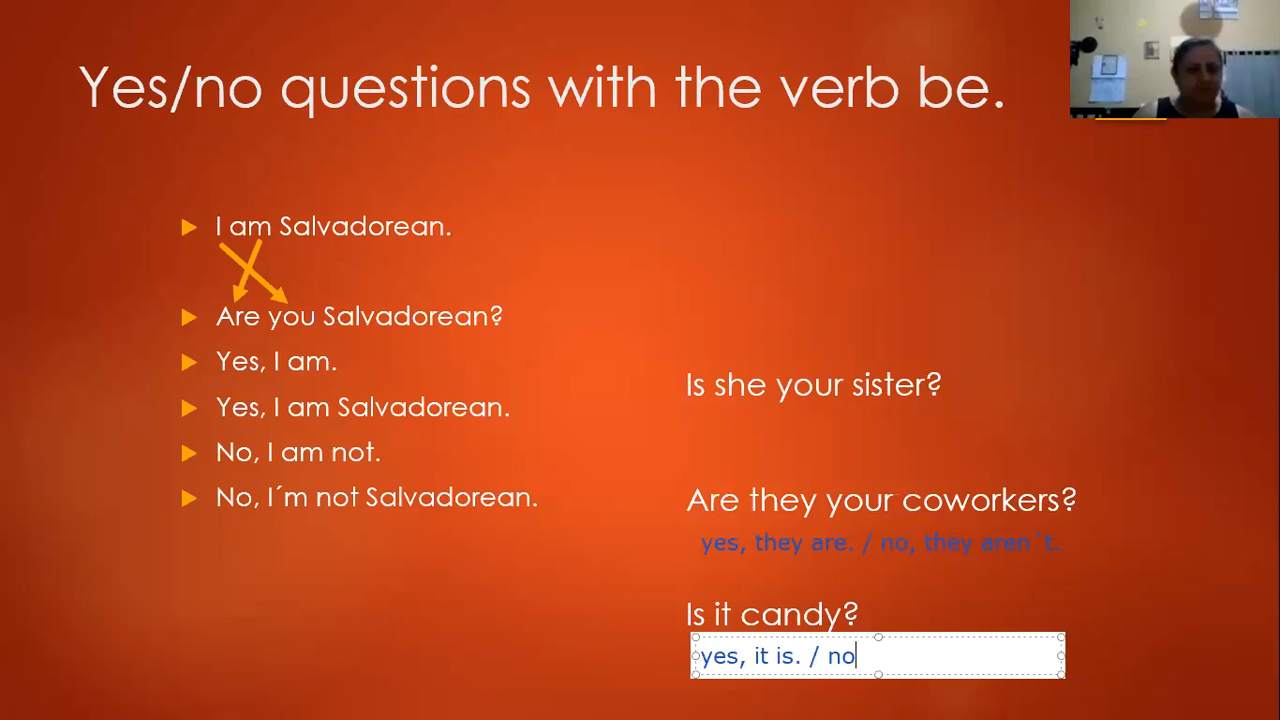 Yes/no questions with the verb be.
I am Salvadorean.
Are you Salvadorean?
Yes, I am.
Yes, I am Salvadorean.
No, I am not.
No, I´m not Salvadorean.
Is she your sister?
Are they your coworkers?
yes, they are. / no, they aren´t.
Is it candy?
yes, it is. / no